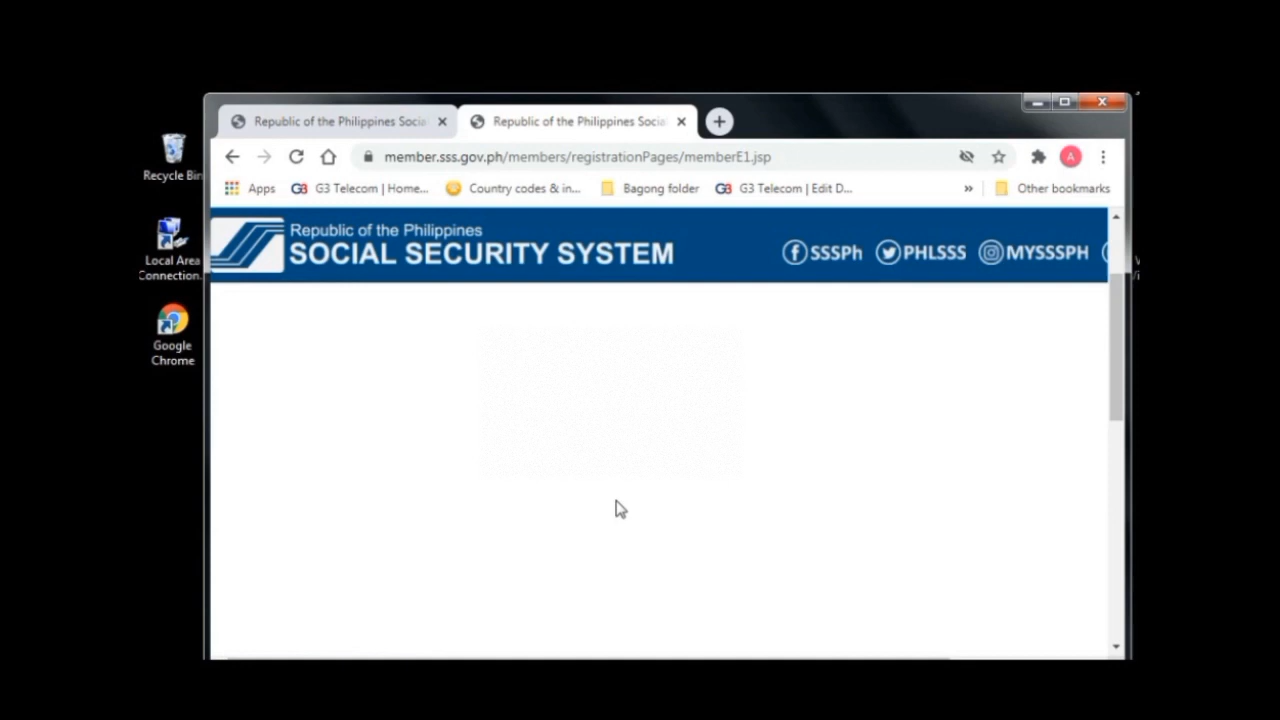 Republic of the Philippines Socia
Republic of the Philippines Socia
member.sss.gov.ph/members/registrationPages/memberE1.jsp
A
Apps
G3 G3 Telecom | Home...
Country codes & in...
Bagong folder
G3 G3 Telecom | Edit D...
»
Other bookmarks
Republic of the Philippines
SOCIAL SECURITY SYSTEM
SSSPh
PHLSSS
MYSSSPH
Recycle Bin
Local Area
Connection.
Google
Chrome